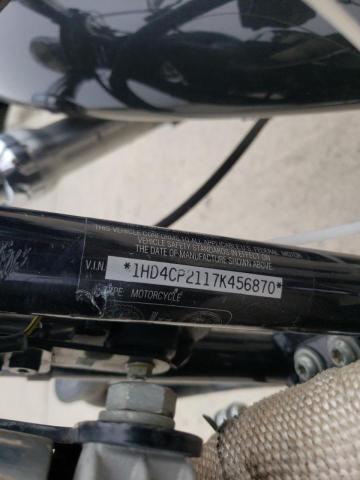 THIS VEHICLE CONFORMS TO ALL APPLICABLE U.S. FEDERAL MOTOR
VEHICLE SAFETY STANDARDS IN EFFECT ON
THE DATE OF MANUFACTURE SHOWN ABOVE.
V.I.N. *1HD4CP2117K456870*
TYPE MOTORCYCLE